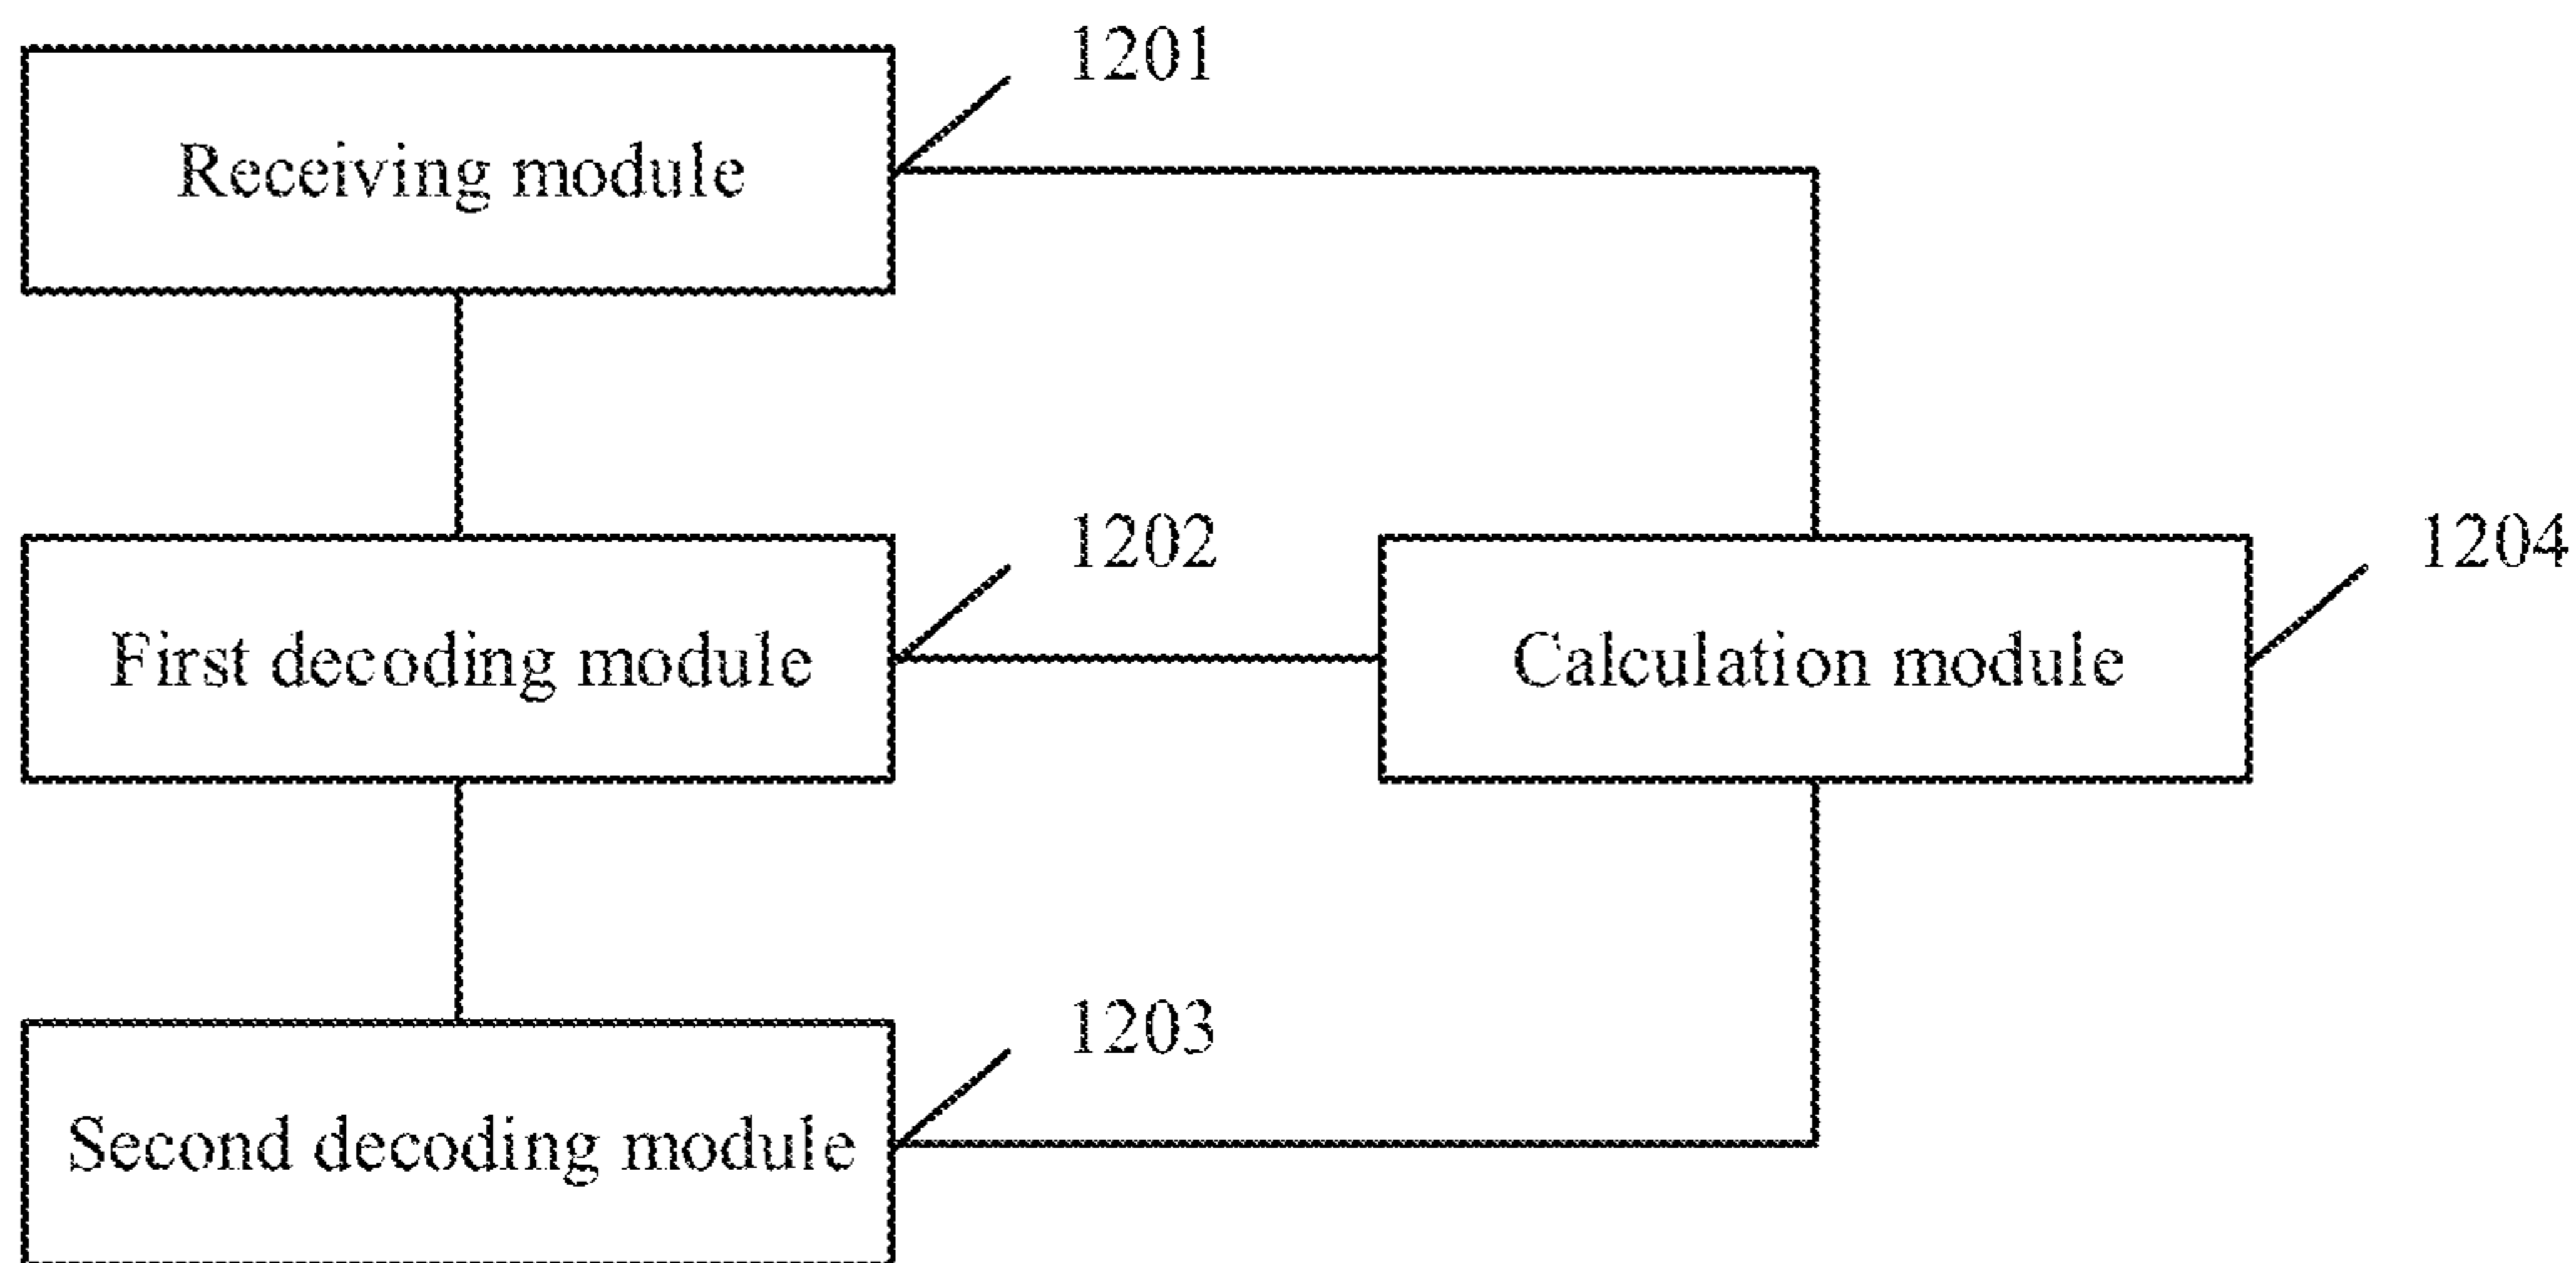 1201
Receiving module
1202
First decoding module
Calculation module
1204
1203
Second decoding module